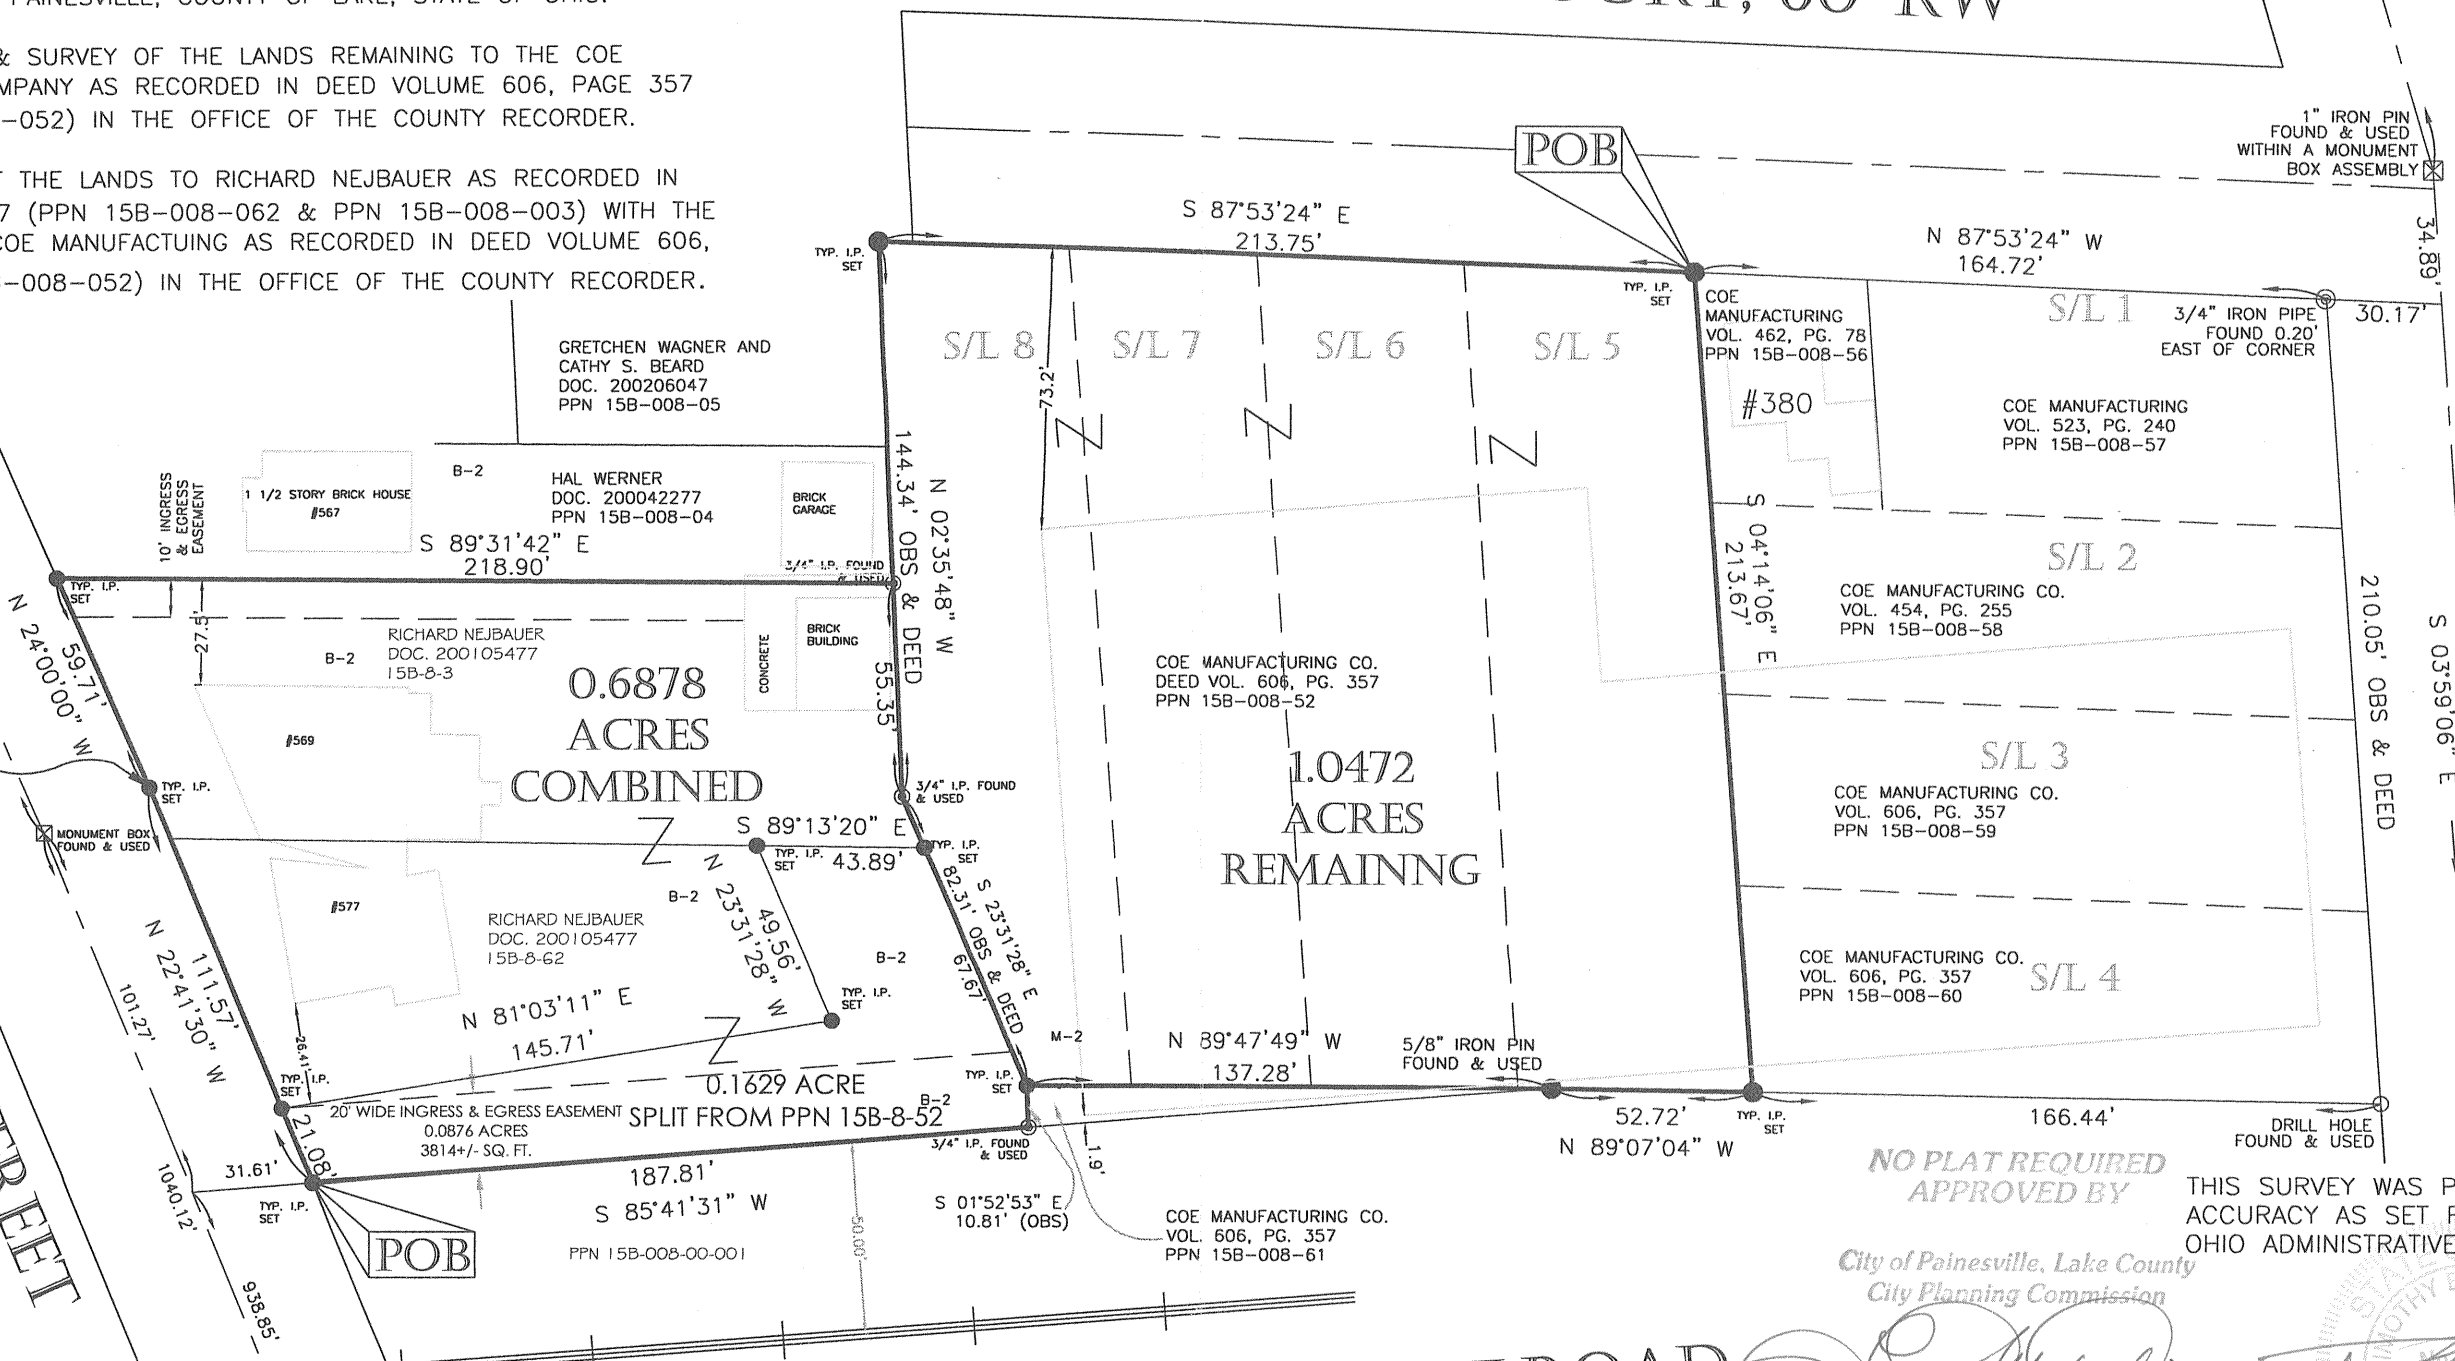 PAINESVILLE, COUNTY OF LAKE, STATE OF OHIO.
& SURVEY OF THE LANDS REMAINING TO THE COE
MPANY AS RECORDED IN DEED VOLUME 606, PAGE 357
-052) IN THE OFFICE OF THE COUNTY RECORDER.
THE LANDS TO RICHARD NEJBAUER AS RECORDED IN
7 (PPN 15B-008-062 & PPN 15B-008-003) WITH THE
COE MANUFACTUING AS RECORDED IN DEED VOLUME 606,
-008-052) IN THE OFFICE OF THE COUNTY RECORDER.
60' RW
1" IRON PIN
FOUND & USED
WITHIN A MONUMENT
BOX ASSEMBLY
34.89'
POB
S 87°53'24" E
213.75'
N 87°53'24" W
164.72'
TYP. I.P.
SET
TYP. I.P.
SET
30.17'
3/4" IRON PIPE
FOUND 0.20'
EAST OF CORNER
S/L 8
S/L 7
S/L 6
S/L 5
S/L 1
73.2'
COE
MANUFACTURING
VOL. 462, PG. 78
PPN 15B-008-56
#380
COE MANUFACTURING
VOL. 523, PG. 240
PPN 15B-008-57
GRETCHEN WAGNER AND
CATHY S. BEARD
DOC. 200206047
PPN 15B-008-05
B-2
HAL WERNER
DOC. 200042277
PPN 15B-008-04
1 1/2 STORY BRICK HOUSE
#567
10' INGRESS
& EGRESS
EASEMENT
BRICK
GARAGE
S 89°31'42" E
218.90'
3/4" I.P. FOUND
& USED
144.34' OBS & DEED
N 02°35'48" W
S 04°14'06" E
213.67'
S/L 2
COE MANUFACTURING CO.
VOL. 454, PG. 255
PPN 15B-008-58
210.05' OBS & DEED
S 03°59'06" E
TYP. I.P.
SET
N 24°00'00" W
59.71'
27.5'
B-2
RICHARD NEJBAUER
DOC. 200105477
15B-8-3
CONCRETE
BRICK
BUILDING
55.35'
0.6878
ACRES
COMBINED
#569
COE MANUFACTURING CO.
DEED VOL. 606, PG. 357
PPN 15B-008-52
1.0472
ACRES
REMAINNG
S/L 3
COE MANUFACTURING CO.
VOL. 606, PG. 357
PPN 15B-008-59
TYP. I.P.
SET
3/4" I.P. FOUND
& USED
MONUMENT BOX
FOUND & USED
S 89°13'20" E
43.89'
TYP. I.P.
SET
TYP. I.P.
SET
N 23°31'28" W
49.56'
S 23°31'28" E
82.31' OBS & DEED
67.67'
B-2
#577
RICHARD NEJBAUER
DOC. 200105477
15B-8-62
B-2
N 22°41'30" W
111.57'
101.27'
COE MANUFACTURING CO.
VOL. 606, PG. 357
PPN 15B-008-60
S/L 4
TYP. I.P.
SET
N 81°03'11" E
145.71'
26.41'
M-2
N 89°47'49" W
137.28'
5/8" IRON PIN
FOUND & USED
TYP. I.P.
SET
TYP. I.P.
SET
0.1629 ACRE
B-2
SPLIT FROM PPN 15B-8-52
20' WIDE INGRESS & EGRESS EASEMENT
0.0876 ACRES
3814+/- SQ. FT.
21.08'
52.72'
N 89°07'04" W
TYP. I.P.
SET
166.44'
DRILL HOLE
FOUND & USED
3/4" I.P. FOUND
& USED
1.9'
187.81'
S 85°41'31" W
31.61'
1040.12'
TYP. I.P.
SET
POB
S 01°52'53" E
10.81' (OBS)
50.00'
COE MANUFACTURING CO.
VOL. 606, PG. 357
PPN 15B-008-61
PPN 15B-008-00-001
938.85'
NO PLAT REQUIRED
APPROVED BY
City of Painesville, Lake County
City Planning Commission
THIS SURVEY WAS P
ACCURACY AS SET F
OHIO ADMINISTRATIVE